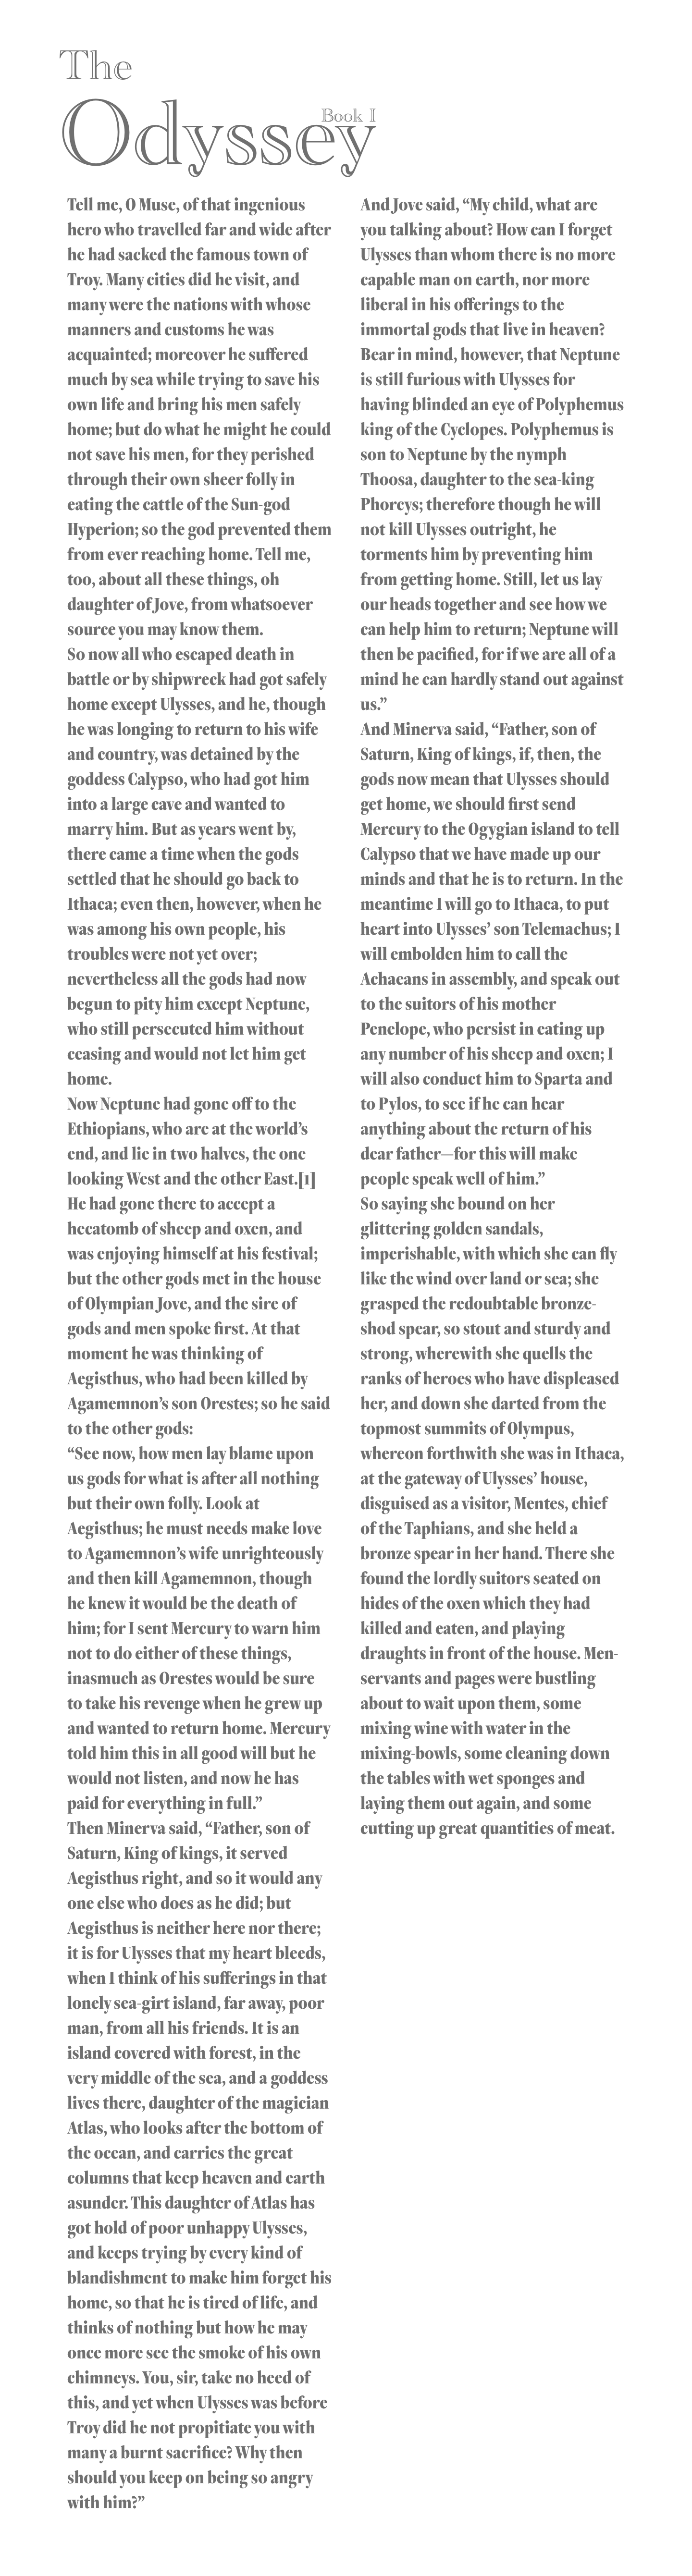 The
Book I
Odyssey
Tell me, O Muse, of that ingenious
hero who travelled far and wide after
he had sacked the famous town of
Troy. Many cities did he visit, and
many were the nations with whose
manners and customs he was
acquainted; moreover he suffered
much by sea while trying to save his
own life and bring his men safely
home; but do what he might he could
not save his men, for they perished
through their own sheer folly in
eating the cattle of the Sun-god
Hyperion; so the god prevented them
from ever reaching home. Tell me,
too, about all these things, oh
daughter of Jove, from whatsoever
source you may know them.
So now all who escaped death in
battle or by shipwreck had got safely
home except Ulysses, and he, though
he was longing to return to his wife
and country, was detained by the
goddess Calypso, who had got him
into a large cave and wanted to
marry him. But as years went by,
there came a time when the gods
settled that he should go back to
Ithaca; even then, however, when he
was among his own people, his
troubles were not yet over;
nevertheless all the gods had now
begun to pity him except Neptune,
who still persecuted him without
ceasing and would not let him get
home.
Now Neptune had gone off to the
Ethiopians, who are at the world’s
end, and lie in two halves, the one
looking West and the other East.[1]
He had gone there to accept a
hecatomb of sheep and oxen, and
was enjoying himself at his festival;
but the other gods met in the house
of Olympian Jove, and the sire of
gods and men spoke first. At that
moment he was thinking of
Aegisthus, who had been killed by
Agamemnon’s son Orestes; so he said
to the other gods:
“See now, how men lay blame upon
us gods for what is after all nothing
but their own folly. Look at
Aegisthus; he must needs make love
to Agamemnon’s wife unrighteously
and then kill Agamemnon, though
he knew it would be the death of
him; for I sent Mercury to warn him
not to do either of these things,
inasmuch as Orestes would be sure
to take his revenge when he grew up
and wanted to return home. Mercury
told him this in all good will but he
would not listen, and now he has
paid for everything in full.”
Then Minerva said, “Father, son of
Saturn, King of kings, it served
Aegisthus right, and so it would any
one else who does as he did; but
Aegisthus is neither here nor there;
it is for Ulysses that my heart bleeds,
when I think of his sufferings in that
lonely sea-girt island, far away, poor
man, from all his friends. It is an
island covered with forest, in the
very middle of the sea, and a goddess
lives there, daughter of the magician
Atlas, who looks after the bottom of
the ocean, and carries the great
columns that keep heaven and earth
asunder. This daughter of Atlas has
got hold of poor unhappy Ulysses,
and keeps trying by every kind of
blandishment to make him forget his
home, so that he is tired of life, and
thinks of nothing but how he may
once more see the smoke of his own
chimneys. You, sir, take no heed of
this, and yet when Ulysses was before
Troy did he not propitiate you with
many a burnt sacrifice? Why then
should you keep on being so angry
with him?”
And Jove said, “My child, what are
you talking about? How can I forget
Ulysses than whom there is no more
capable man on earth, nor more
liberal in his offerings to the
immortal gods that live in heaven?
Bear in mind, however, that Neptune
is still furious with Ulysses for
having blinded an eye of Polyphemus
king of the Cyclopes. Polyphemus is
son to Neptune by the nymph
Thoosa, daughter to the sea-king
Phorcys; therefore though he will
not kill Ulysses outright, he
torments him by preventing him
from getting home. Still, let us lay
our heads together and see how we
can help him to return; Neptune will
then be pacified, for if we are all of a
mind he can hardly stand out against
us.”
And Minerva said, “Father, son of
Saturn, King of kings, if, then, the
gods now mean that Ulysses should
get home, we should first send
Mercury to the Ogygian island to tell
Calypso that we have made up our
minds and that he is to return. In the
meantime I will go to Ithaca, to put
heart into Ulysses’ son Telemachus; I
will embolden him to call the
Achaeans in assembly, and speak out
to the suitors of his mother
Penelope, who persist in eating up
any number of his sheep and oxen; I
will also conduct him to Sparta and
to Pylos, to see if he can hear
anything about the return of his
dear father—for this will make
people speak well of him.”
So saying she bound on her
glittering golden sandals,
imperishable, with which she can fly
like the wind over land or sea; she
grasped the redoubtable bronze-
shod spear, so stout and sturdy and
strong, wherewith she quells the
ranks of heroes who have displeased
her, and down she darted from the
topmost summits of Olympus,
whereon forthwith she was in Ithaca,
at the gateway of Ulysses’ house,
disguised as a visitor, Mentes, chief
of the Taphians, and she held a
bronze spear in her hand. There she
found the lordly suitors seated on
hides of the oxen which they had
killed and eaten, and playing
draughts in front of the house. Men-
servants and pages were bustling
about to wait upon them, some
mixing wine with water in the
mixing-bowls, some cleaning down
the tables with wet sponges and
laying them out again, and some
cutting up great quantities of meat.